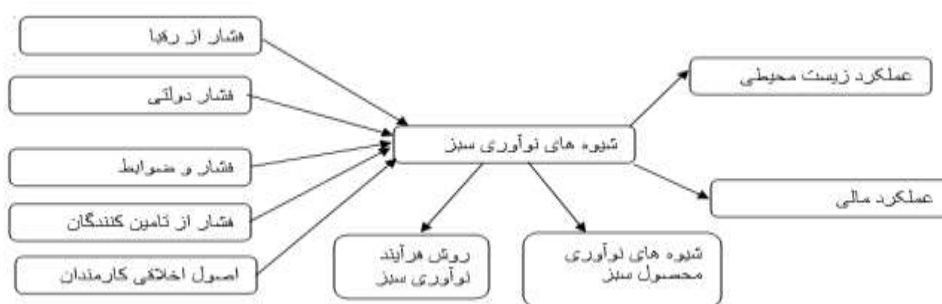 فشار از رقبا
فشار دولتی
فشار و ضوابط
فشار از تامین کنندگان
اصول اخلاقی کارمندان
شیوه های نوآوری سبز
عملکرد زیست محیطی
عملکرد مالی
شیوه های نوآوری
محصول سبز
روش فرآیند
نوآوری سبز